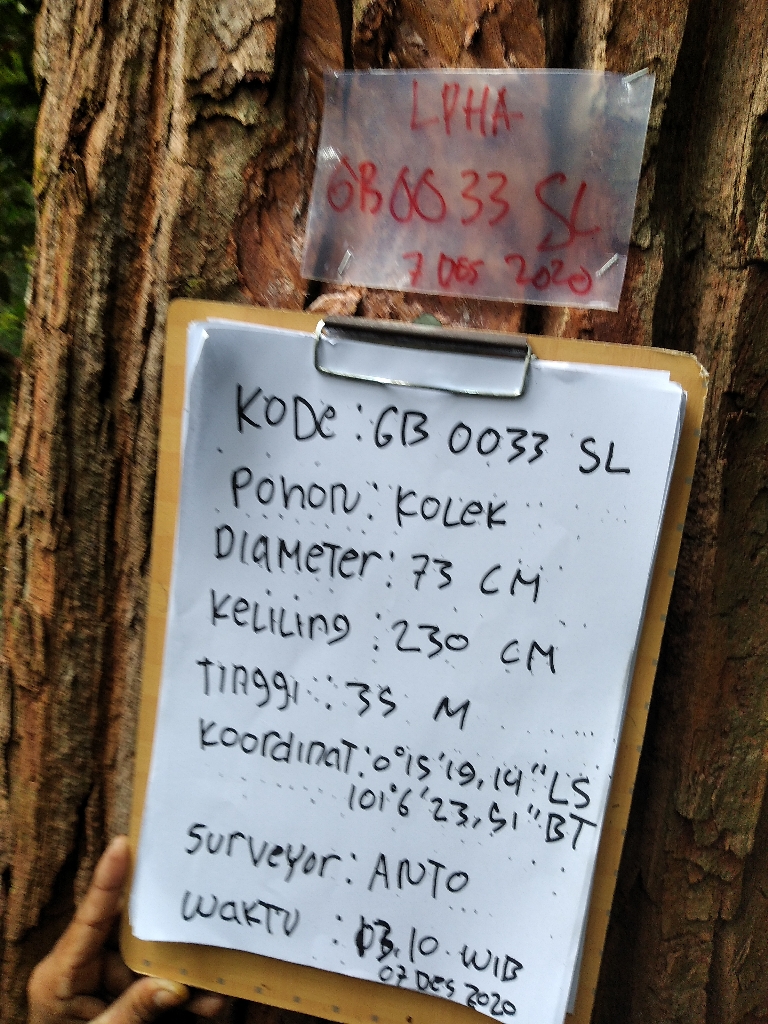 LPHA-
GB0033 SL
7 DES 2020
KODE : GB 0033 SL
POHON : KOLEK
DIAMETER : 73 CM
KELILING : 230 CM
TINGGI : 35 M
KOORDINAT : 0°15'19,19" LS
101°6'23,51" BT
SURVEYOR : ANTO
WAKTU : 13.10 WIB
07 DES 2020